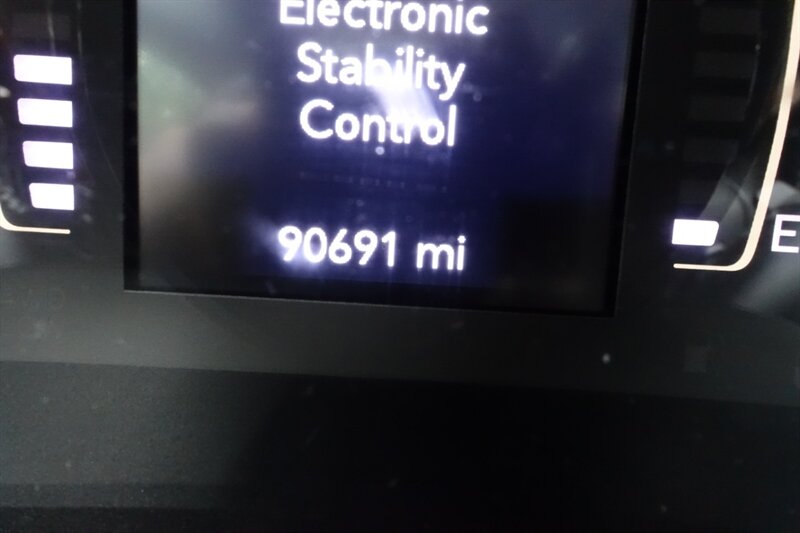 Electronic
Stability
Control
90691 mi
E